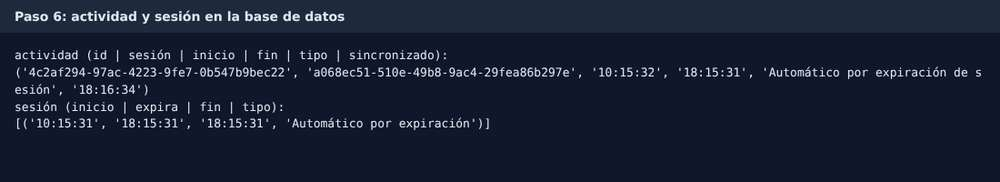 Paso 6: actividad y sesión en la base de datos
actividad (id | sesión | inicio | fin | tipo | sincronizado):
('4c2af294-97ac-4223-9fe7-0b547b9bec22', 'a068ec51-510e-49b8-9ac4-29fea86b297e', '10:15:32', '18:15:31', 'Automático por expiración de s
esión', '18:16:34')
sesión (inicio | expira | fin | tipo):
[('10:15:31', '18:15:31', '18:15:31', 'Automático por expiración')]